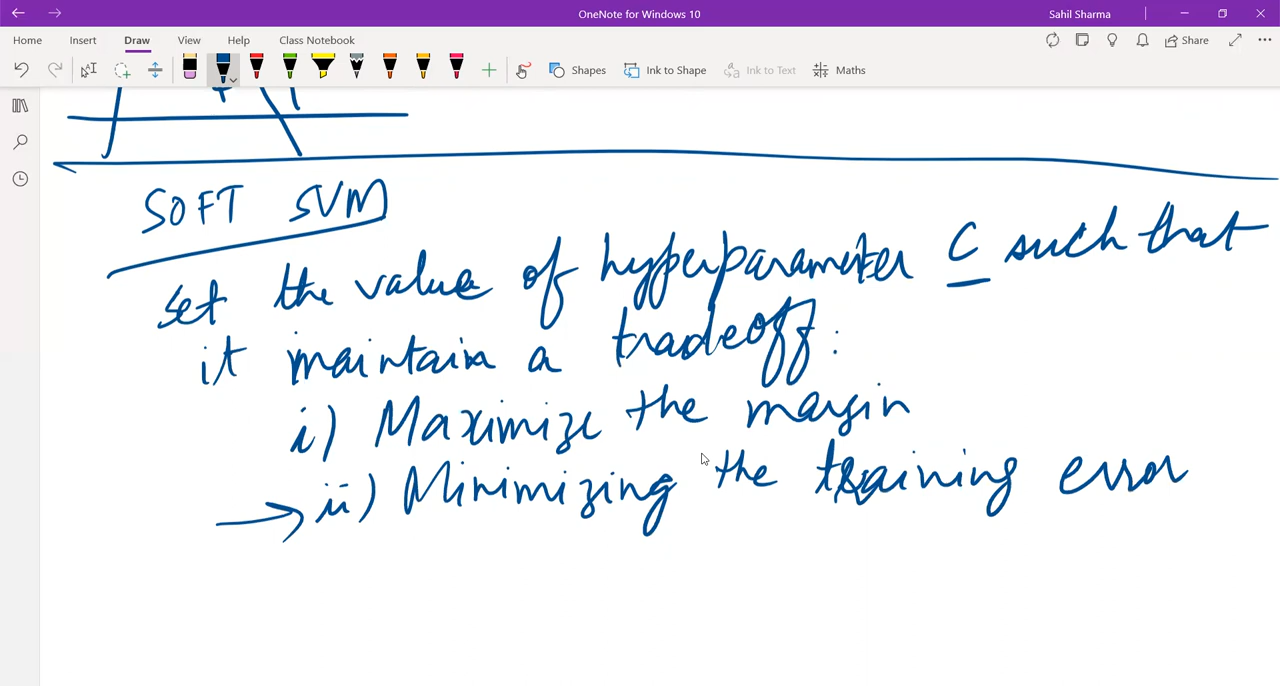 OneNote for Windows 10
Sahil Sharma
Home Insert Draw View Help Class Notebook
Share
Shapes Ink to Shape Ink to Text Maths
SOFT SVM
set the value of hyperparameter C such that
it maintain a tradeoff:
i) Maximize the margin
ii) Minimizing the training error